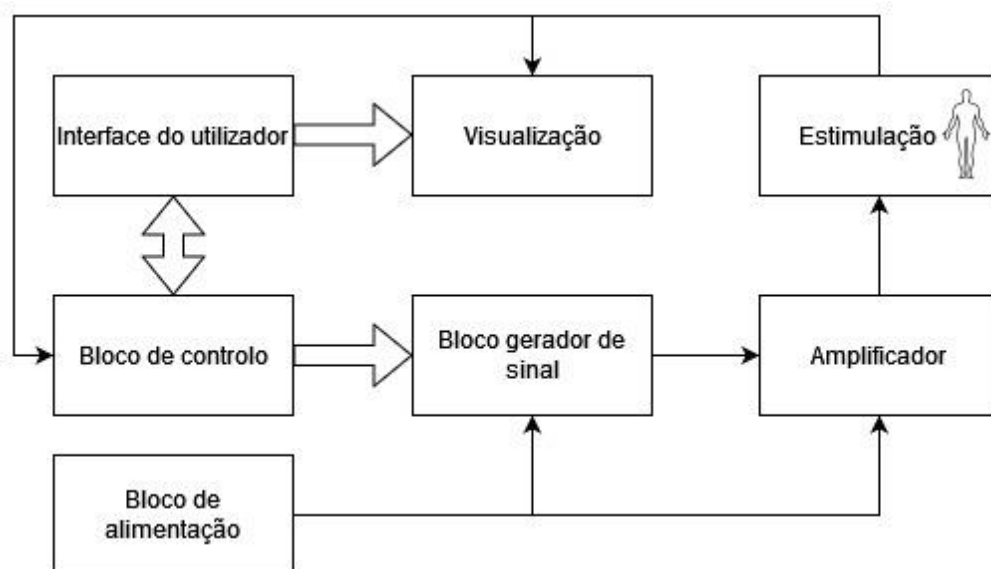 Interface do utilizador
Visualização
Estimulação
Bloco de controlo
Bloco gerador de
sinal
Amplificador
Bloco de
alimentação